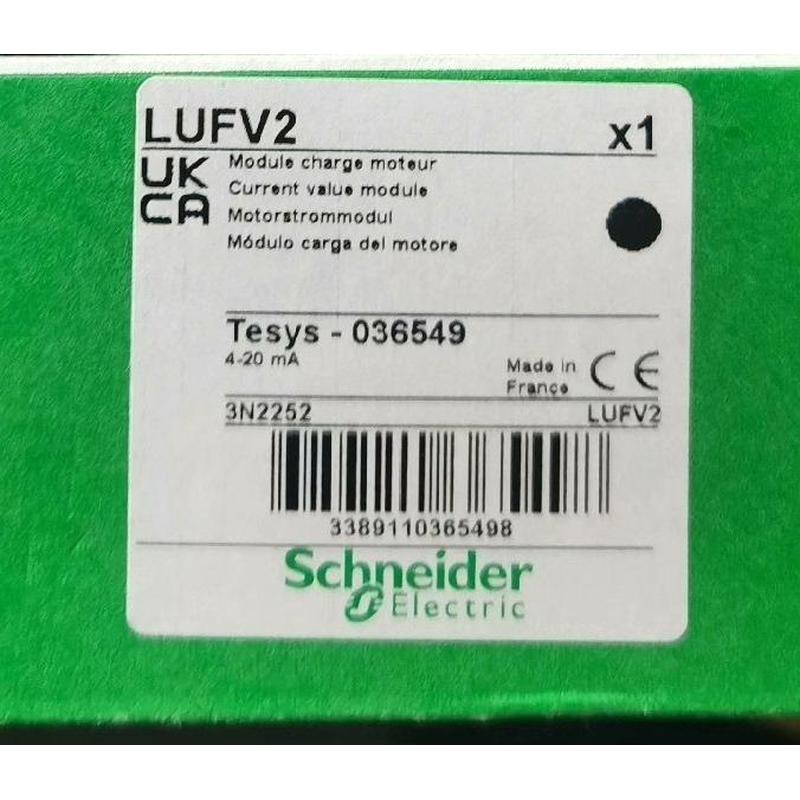 LUFV2 x1
UK
CA
Module charge moteur
Current value module
Motorstrommodul
Módulo carga del motore
Tesys - 036549
4-20 mA
Made in
France
CE
3N2252 LUFV2
3389110365498
Schneider
Electric